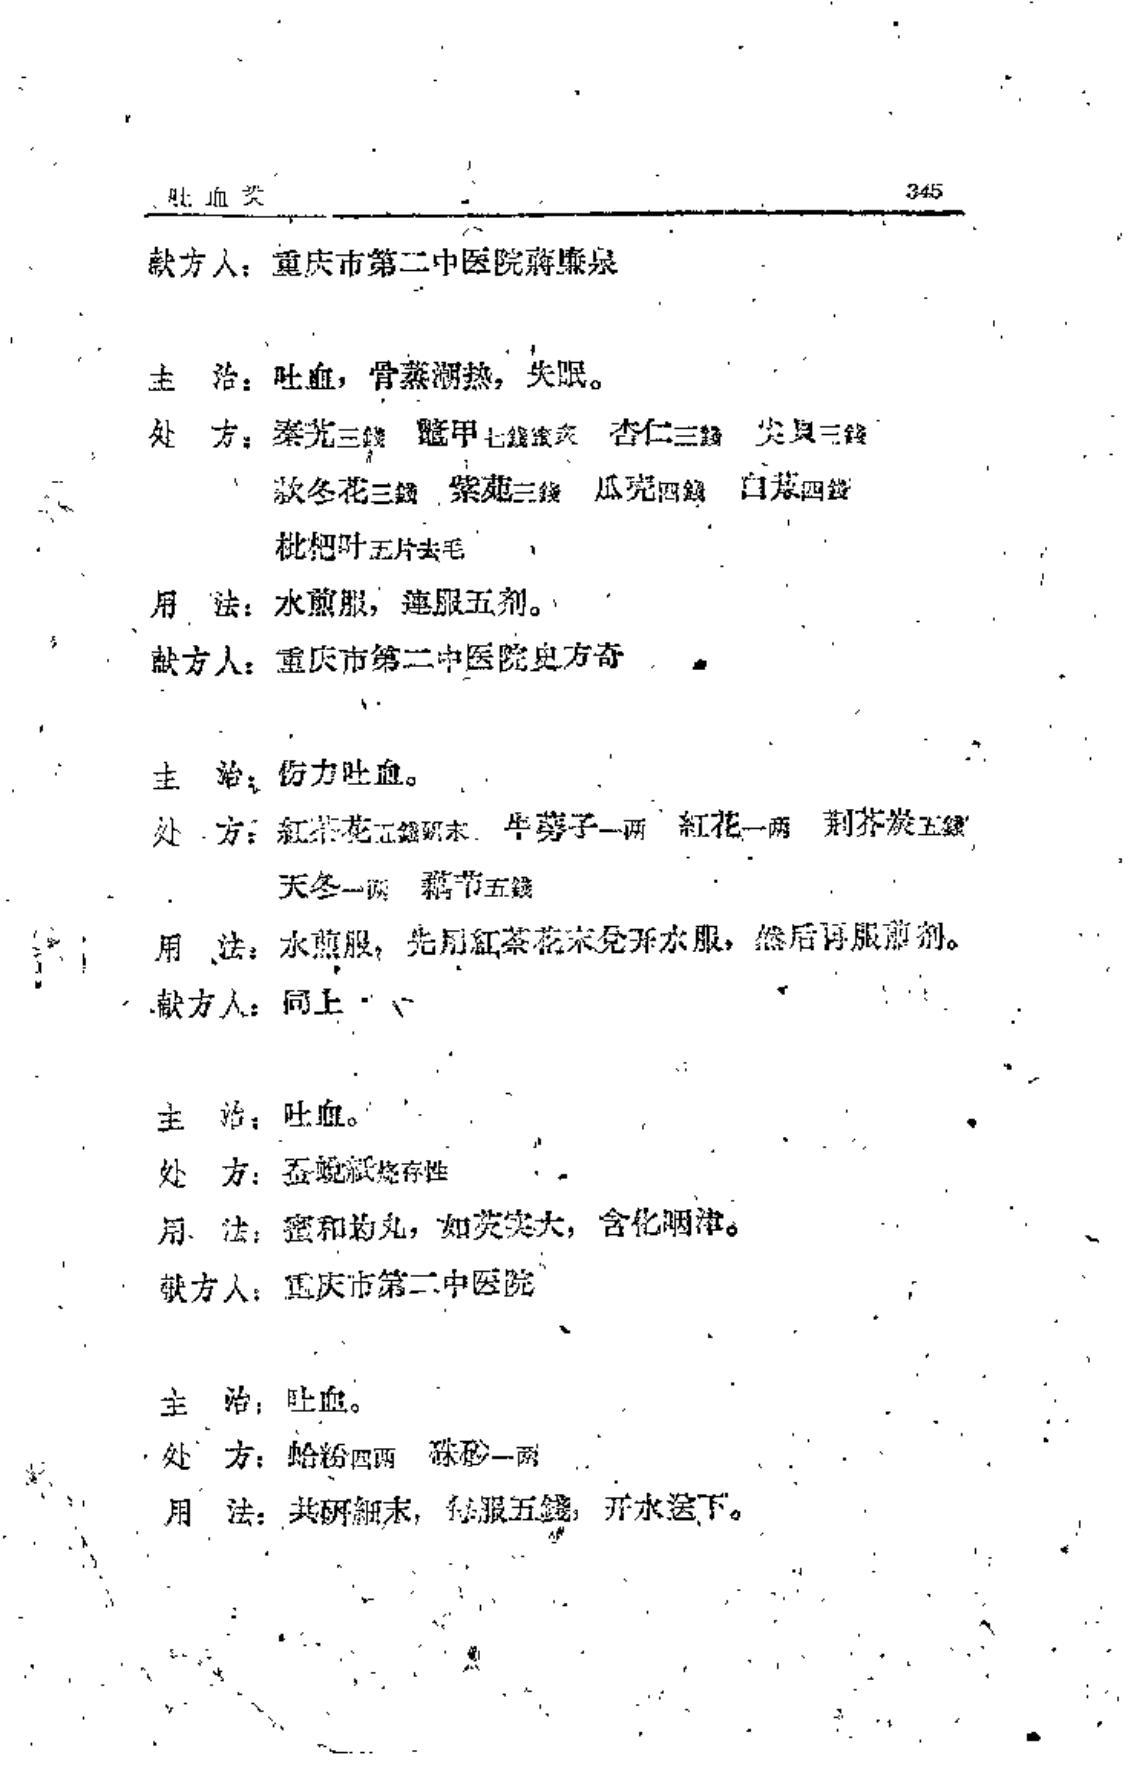 吐血类 345
献方人：重庆市第二中医院蔣廉泉
主　治：吐血，骨蒸潮热，失眠。
处　方：秦艽三錢　鼈甲七錢蜜炙　杏仁三錢　尖貝三錢
款冬花三錢　紫菀三錢　瓜壳四錢　白芨四錢
枇杷叶五片去毛
用　法：水煎服，連服五剂。
献方人：重庆市第二中医院史方奇
主　治：伤力吐血。
处　方：紅茶花五錢研末　牛蒡子一两　紅花一两　荆芥炭五錢
天冬一两　藕节五錢
用　法：水煎服，先用紅茶花末兌开水服，然后再服煎剂。
献方人：同上
主　治：吐血。
处　方：蚕蛻紙烧存性
用　法：蜜和为丸，如芡实大，含化咽津。
献方人：重庆市第二中医院
主　治：吐血。
处　方：蛤粉四两　硃砂一两
用　法：共研細末，每服五錢，开水送下。